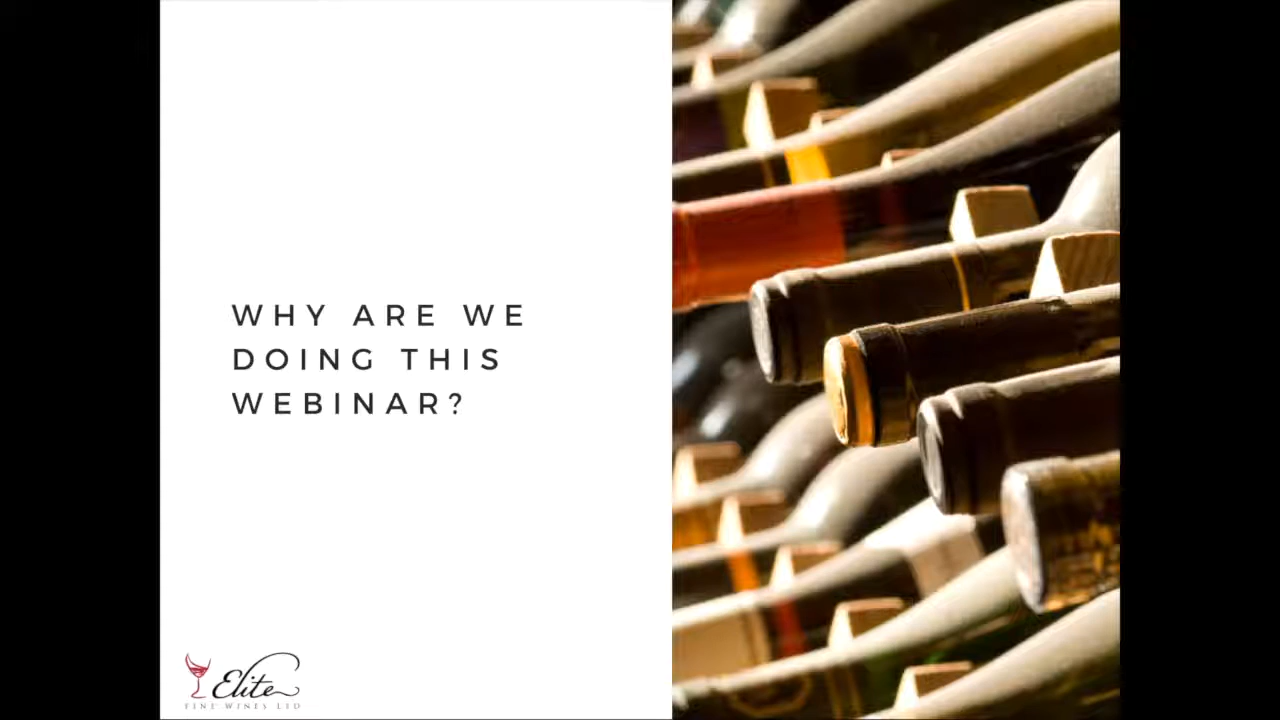 WHY ARE WE
DOING THIS
WEBINAR?
Elite
FINE WINES LTD